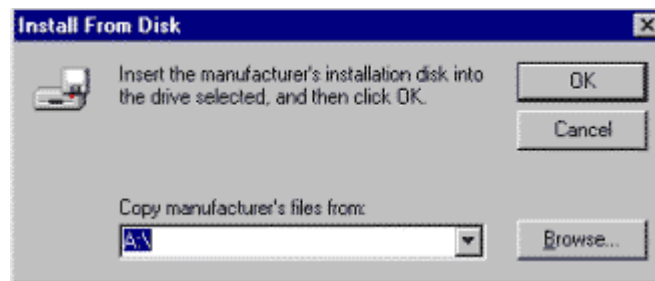 Install From Disk
Insert the manufacturer's installation disk into
the drive selected, and then click OK.
OK
Cancel
Copy manufacturer's files from:
A:\
Browse...